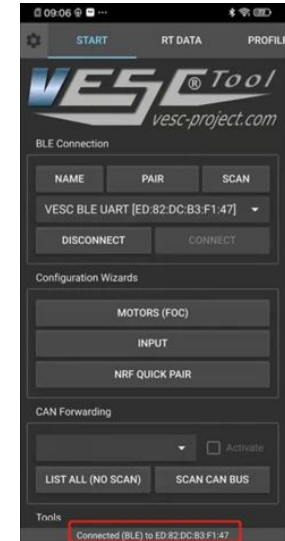 09:06
START RT DATA PROFIL
VESC® Tool
vesc-project.com
BLE Connection
NAME PAIR SCAN
VESC BLE UART [ED:82:DC:B3:F1:47]
DISCONNECT CONNECT
Configuration Wizards
MOTORS (FOC)
INPUT
NRF QUICK PAIR
CAN Forwarding
Activate
LIST ALL (NO SCAN) SCAN CAN BUS
Tools
Connected (BLE) to ED:82:DC:B3:F1:47